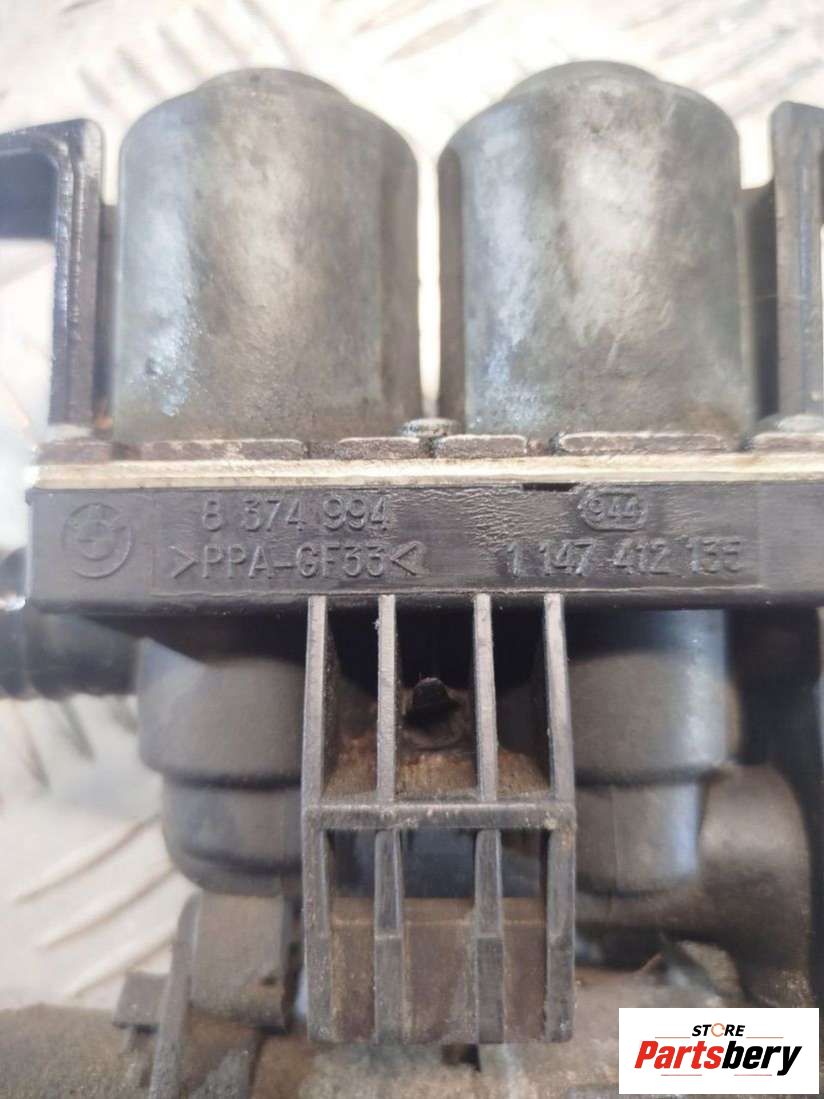 8 374 994
944
>PPA-GF33<
1 147 412 135
STORE
Partsbery